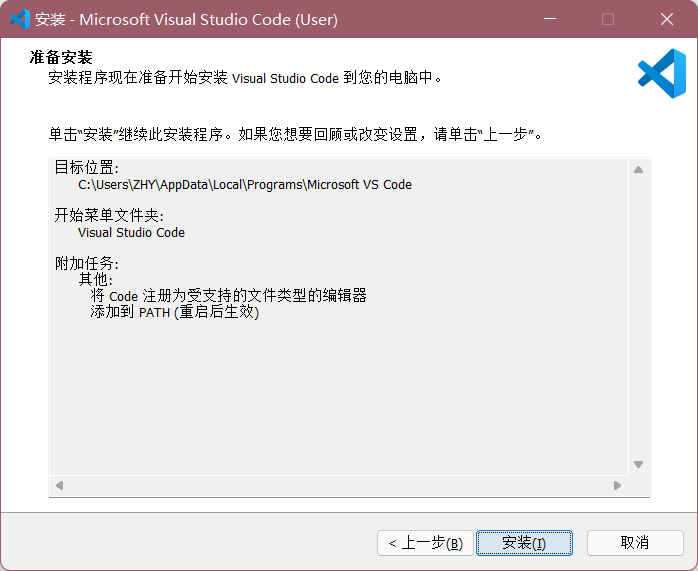 安装 - Microsoft Visual Studio Code (User)
准备安装
安装程序现在准备开始安装 Visual Studio Code 到您的电脑中。
单击“安装”继续此安装程序。如果您想要回顾或改变设置，请单击“上一步”。
目标位置:
C:\Users\ZHY\AppData\Local\Programs\Microsoft VS Code
开始菜单文件夹:
Visual Studio Code
附加任务:
其他:
将 Code 注册为受支持的文件类型的编辑器
添加到 PATH (重启后生效)
< 上一步(B) 安装(I) 取消